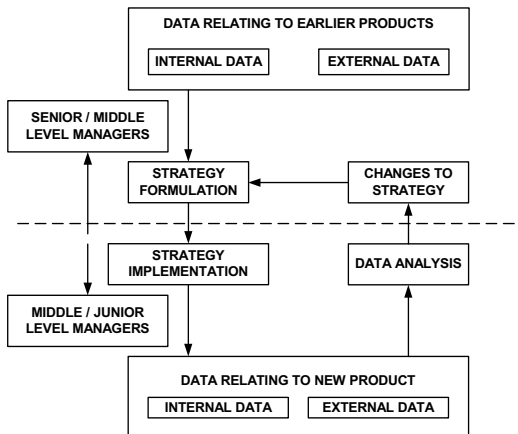 DATA RELATING TO EARLIER PRODUCTS
INTERNAL DATA
EXTERNAL DATA
SENIOR / MIDDLE
LEVEL MANAGERS
STRATEGY
FORMULATION
CHANGES TO
STRATEGY
STRATEGY
IMPLEMENTATION
DATA ANALYSIS
MIDDLE / JUNIOR
LEVEL MANAGERS
DATA RELATING TO NEW PRODUCT
INTERNAL DATA
EXTERNAL DATA